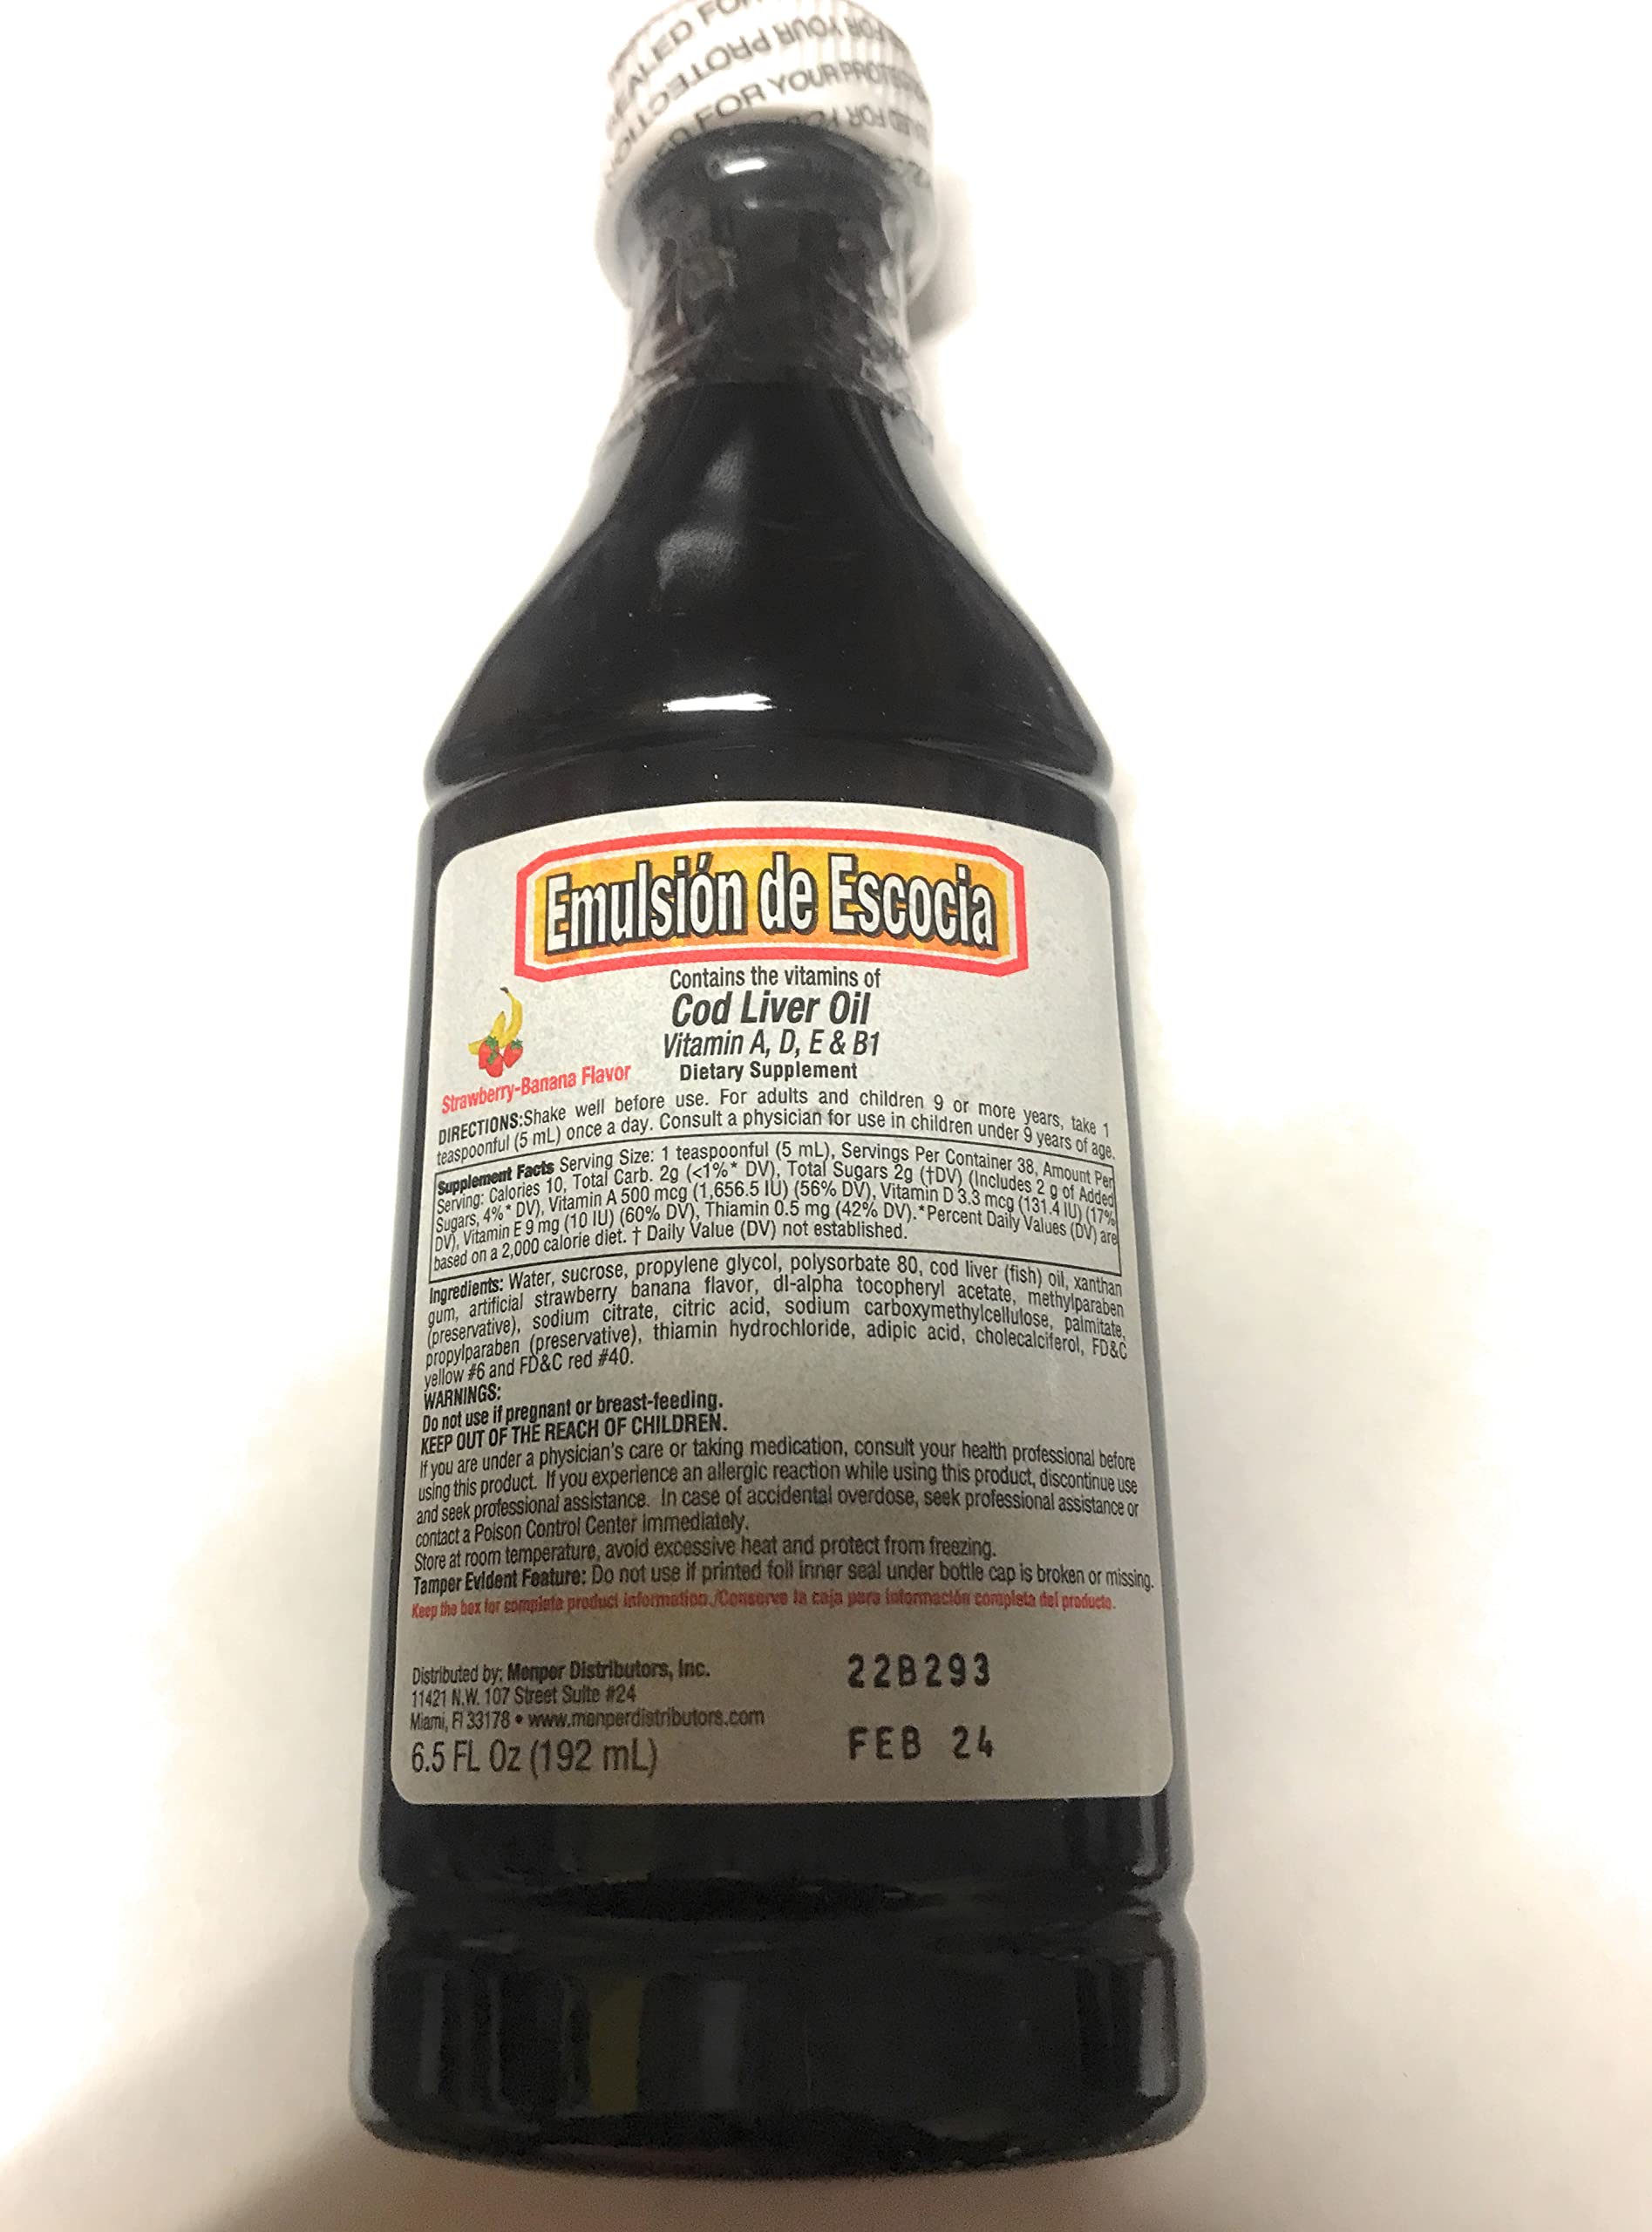 EALED FOR
FOR YOUR PROTECTION
FOR YOUR PROTE
Emulsión de Escocia
Contains the vitamins of
Cod Liver Oil
Vitamin A, D, E & B1
Dietary Supplement
Strawberry-Banana Flavor
DIRECTIONS:Shake well before use. For adults and children 9 or more years, take 1
teaspoonful (5 mL) once a day. Consult a physician for use in children under 9 years of age.
Supplement Facts Serving Size: 1 teaspoonful (5 mL), Servings Per Container 38, Amount Per
Serving: Calories 10, Total Carb. 2g (<1%* DV), Total Sugars 2g (†DV) (Includes 2 g of Added
Sugars, 4%* DV), Vitamin A 500 mcg (1,656.5 IU) (56% DV), Vitamin D 3.3 mcg (131.4 IU) (17%
DV), Vitamin E 9 mg (10 IU) (60% DV), Thiamin 0.5 mg (42% DV).*Percent Daily Values (DV) are
based on a 2,000 calorie diet. † Daily Value (DV) not established.
Ingredients: Water, sucrose, propylene glycol, polysorbate 80, cod liver (fish) oil, xanthan
gum, artificial strawberry banana flavor, dl-alpha tocopheryl acetate, methylparaben
(preservative), sodium citrate, citric acid, sodium carboxymethylcellulose, palmitate,
propylparaben (preservative), thiamin hydrochloride, adipic acid, cholecalciferol, FD&C
yellow #6 and FD&C red #40.
WARNINGS:
Do not use if pregnant or breast-feeding.
KEEP OUT OF THE REACH OF CHILDREN.
If you are under a physician's care or taking medication, consult your health professional before
using this product. If you experience an allergic reaction while using this product, discontinue use
and seek professional assistance. In case of accidental overdose, seek professional assistance or
contact a Poison Control Center immediately.
Store at room temperature, avoid excessive heat and protect from freezing.
Tamper Evident Feature: Do not use if printed foil inner seal under bottle cap is broken or missing.
Keep the box for complete product information./Conserve la caja para información completa del producto.
Distributed by: Menper Distributors, Inc.
11421 N.W. 107 Street Suite #24
Miami, Fl 33178 • www.menperdistributors.com
6.5 FL Oz (192 mL)
22B293
FEB 24